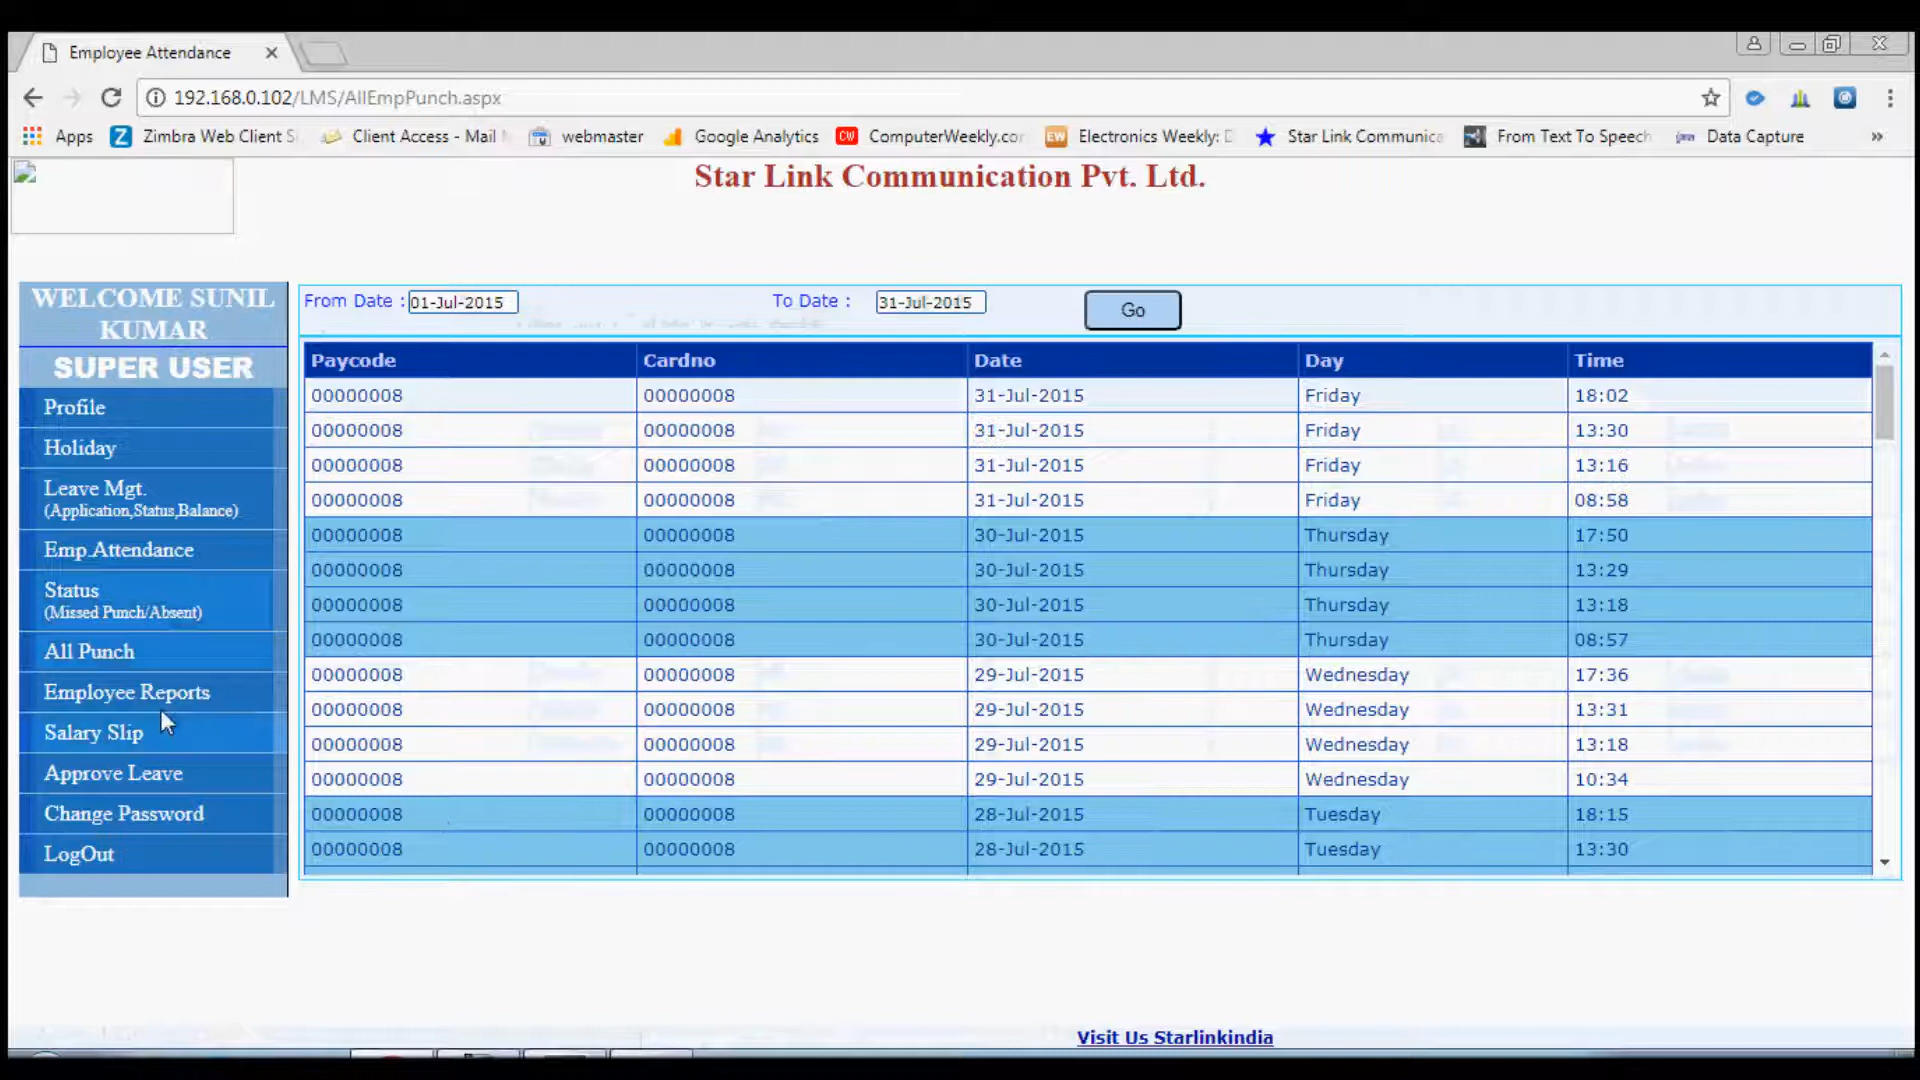 Employee Attendance
192.168.0.102/LMS/AllEmpPunch.aspx
Apps Zimbra Web Client S Client Access - Mail webmaster Google Analytics CW ComputerWeekly.co EW Electronics Weekly: Star Link Communica From Text To Speech Data Capture »
Star Link Communication Pvt. Ltd.
WELCOME SUNIL
KUMAR
SUPER USER
Profile
Holiday
Leave Mgt.
(Application,Status,Balance)
Emp.Attendance
Status
(Missed Punch/Absent)
All Punch
Employee Reports
Salary Slip
Approve Leave
Change Password
LogOut
From Date : 01-Jul-2015 To Date : 31-Jul-2015 Go
Paycode Cardno Date Day Time
00000008 00000008 31-Jul-2015 Friday 18:02
00000008 00000008 31-Jul-2015 Friday 13:30
00000008 00000008 31-Jul-2015 Friday 13:16
00000008 00000008 31-Jul-2015 Friday 08:58
00000008 00000008 30-Jul-2015 Thursday 17:50
00000008 00000008 30-Jul-2015 Thursday 13:29
00000008 00000008 30-Jul-2015 Thursday 13:18
00000008 00000008 30-Jul-2015 Thursday 08:57
00000008 00000008 29-Jul-2015 Wednesday 17:36
00000008 00000008 29-Jul-2015 Wednesday 13:31
00000008 00000008 29-Jul-2015 Wednesday 13:18
00000008 00000008 29-Jul-2015 Wednesday 10:34
00000008 00000008 28-Jul-2015 Tuesday 18:15
00000008 00000008 28-Jul-2015 Tuesday 13:30
Visit Us Starlinkindia